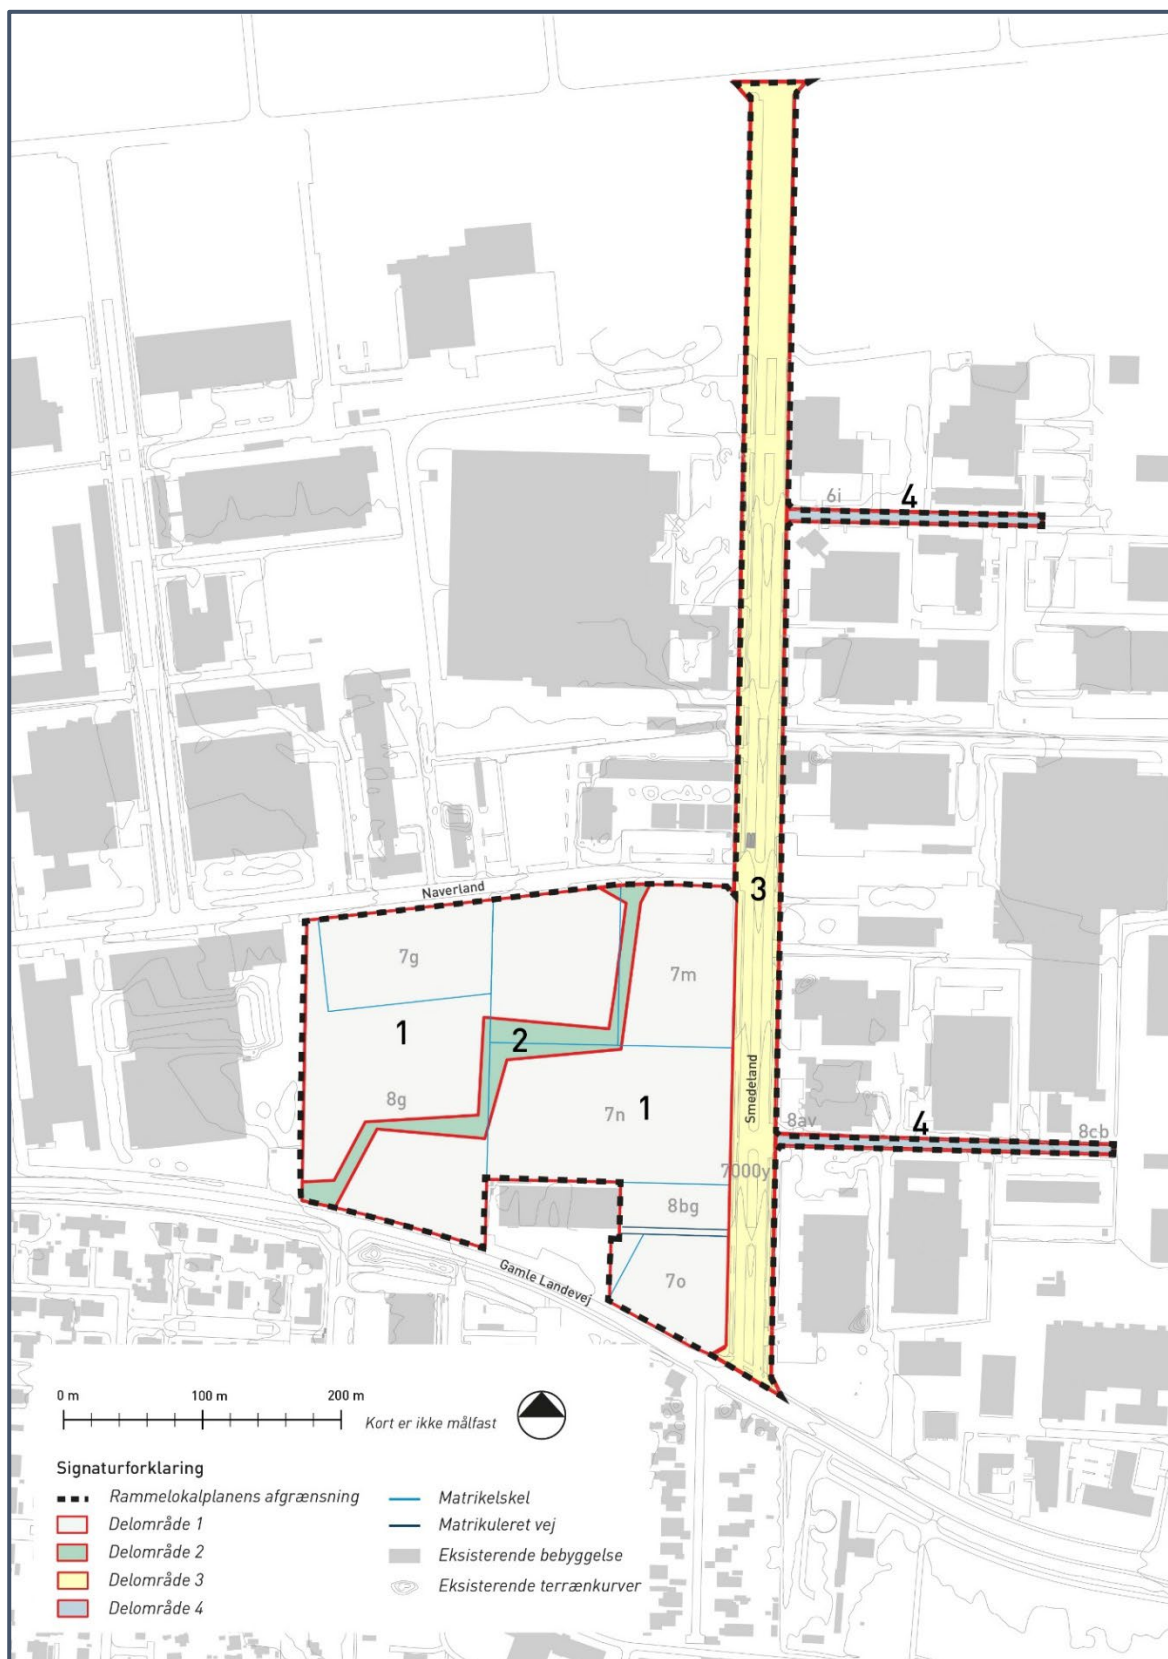 6i
4
Naverland
3
7g
7m
1
2
Smedeland
8g
7n
1
8av
4
8cb
7000y
8bg
Gamle Landevej
7o
0 m 100 m 200 m
Kort er ikke målfast
Signaturforklaring
Rammelokalplanens afgrænsning
Delområde 1
Delområde 2
Delområde 3
Delområde 4
Matrikelskel
Matrikuleret vej
Eksisterende bebyggelse
Eksisterende terrænkurver